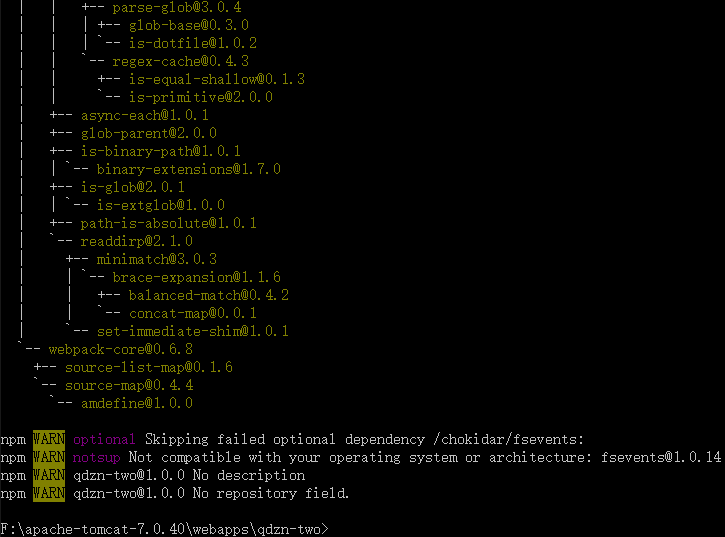 |   |   | +-- parse-glob@3.0.4
|   |   | | +-- glob-base@0.3.0
|   |   | | `-- is-dotfile@1.0.2
|   |   | `-- regex-cache@0.4.3
|   |   |   +-- is-equal-shallow@0.1.3
|   |   |   `-- is-primitive@2.0.0
|   +-- async-each@1.0.1
|   +-- glob-parent@2.0.0
|   +-- is-binary-path@1.0.1
|   | `-- binary-extensions@1.7.0
|   +-- is-glob@2.0.1
|   | `-- is-extglob@1.0.0
|   +-- path-is-absolute@1.0.1
|   `-- readdirp@2.1.0
|     +-- minimatch@3.0.3
|     | `-- brace-expansion@1.1.6
|     |   +-- balanced-match@0.4.2
|     |   `-- concat-map@0.0.1
|     `-- set-immediate-shim@1.0.1
`-- webpack-core@0.6.8
  +-- source-list-map@0.1.6
  `-- source-map@0.4.4
    `-- amdefine@1.0.0
npm WARN optional Skipping failed optional dependency /chokidar/fsevents:
npm WARN notsup Not compatible with your operating system or architecture: fsevents@1.0.14
npm WARN qdzn-two@1.0.0 No description
npm WARN qdzn-two@1.0.0 No repository field.
F:\apache-tomcat-7.0.40\webapps\qdzn-two>